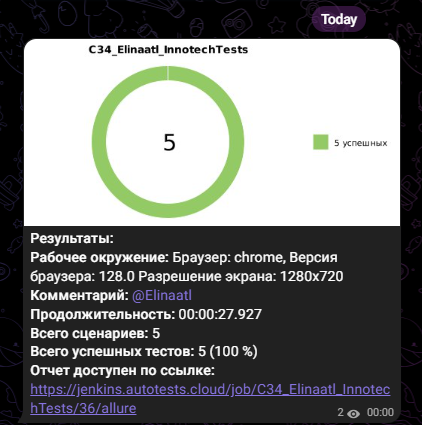 Today
C34_Elinaatl_InnotechTests
5
5 успешных
Результаты:
Рабочее окружение: Браузер: chrome, Версия
браузера: 128.0 Разрешение экрана: 1280x720
Комментарий: @Elinaatl
Продолжительность: 00:00:27.927
Всего сценариев: 5
Всего успешных тестов: 5 (100 %)
Отчет доступен по ссылке:
https://jenkins.autotests.cloud/job/C34_Elinaatl_Innotec
hTests/36/allure
2 00:00